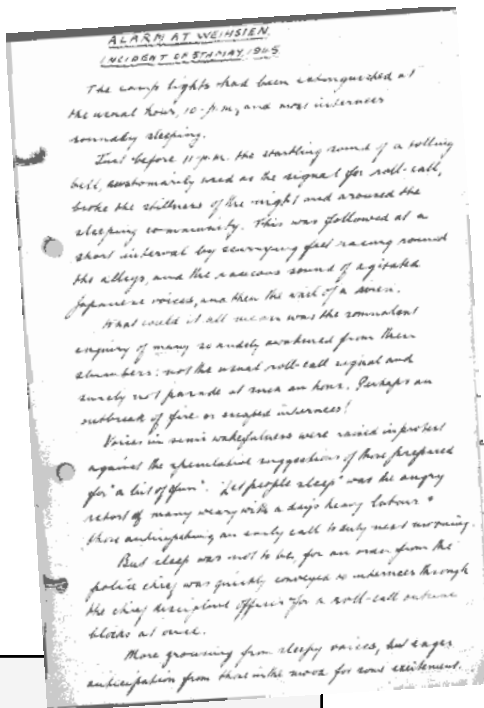 ALARM AT WEIHSIEN
INCIDENT OF 5TH MAY, 1945
The camp lights had been extinguished at
the usual hour, 10-p.m, and most internees
soundly sleeping.
Just before 11-p.m. the startling sound of a tolling
bell, customarily used as the signal for roll-call,
broke the stillness of the night and aroused the
sleeping community. This was followed at a
short interval by scurrying feet racing round
the alleys, and the raucous sound of agitated
Japanese voices, and then the wail of a siren.
What could it all mean was the somnolent
enquiry of many so rudely awakened from their
slumbers: not the usual roll-call signal and
surely not parade at such an hour. Perhaps an
outbreak of fire or escaped internees!
Voices in semi wakefulness were raised in protest
against the speculative suggestions of those prepared
for "a bit of fun". "Let people sleep" was the angry
retort of many weary with a days heavy labour &
those anticipating an early call to duty next morning.
But sleep was not to be, for an order from the
police chief was quickly conveyed to internees through
the chief discipline officer for a roll-call outside
blocks at once.
More grousing from sleepy voices, but eager
anticipation from those in the mood for some excitement.